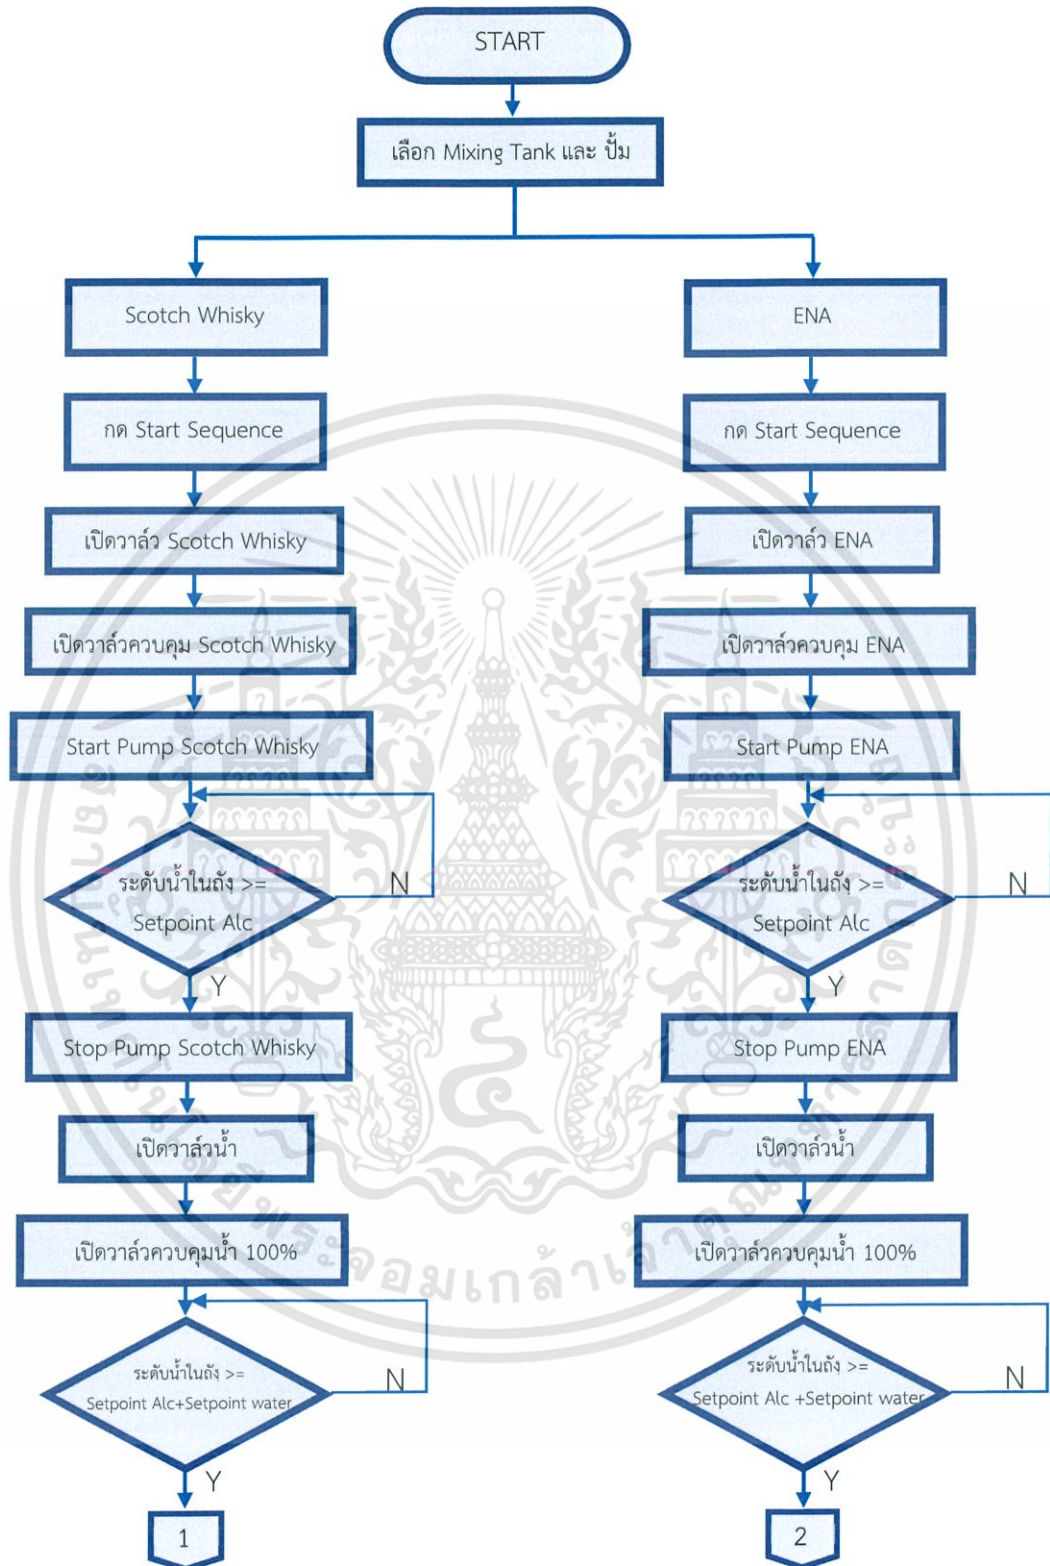 START
เลือก Mixing Tank และ ปั้ม
Scotch Whisky
กด Start Sequence
เปิดวาล์ว Scotch Whisky
เปิดวาล์วควบคุม Scotch Whisky
Start Pump Scotch Whisky
ระดับน้ำในถัง >=
Setpoint Alc
N
Y
Stop Pump Scotch Whisky
เปิดวาล์วน้ำ
เปิดวาล์วควบคุมน้ำ 100%
ระดับน้ำในถัง >=
Setpoint Alc+Setpoint water
N
Y
1
ENA
กด Start Sequence
เปิดวาล์ว ENA
เปิดวาล์วควบคุม ENA
Start Pump ENA
ระดับน้ำในถัง >=
Setpoint Alc
N
Y
Stop Pump ENA
เปิดวาล์วน้ำ
เปิดวาล์วควบคุมน้ำ 100%
ระดับน้ำในถัง >=
Setpoint Alc +Setpoint water
N
Y
2